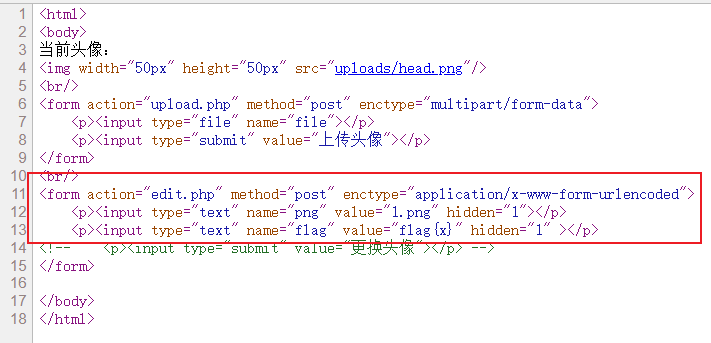 1 <html>
2 <body>
3 当前头像：
4 <img width="50px" height="50px" src="uploads/head.png"/>
5 <br/>
6 <form action="upload.php" method="post" enctype="multipart/form-data">
7     <p><input type="file" name="file"></p>
8     <p><input type="submit" value="上传头像"></p>
9 </form>
10 <br/>
11 <form action="edit.php" method="post" enctype="application/x-www-form-urlencoded">
12     <p><input type="text" name="png" value="1.png" hidden="1"></p>
13     <p><input type="text" name="flag" value="flag{x}" hidden="1" ></p>
14 <!--     <p><input type="submit" value="更换头像"></p> -->
15 </form>
16
17 </body>
18 </html>